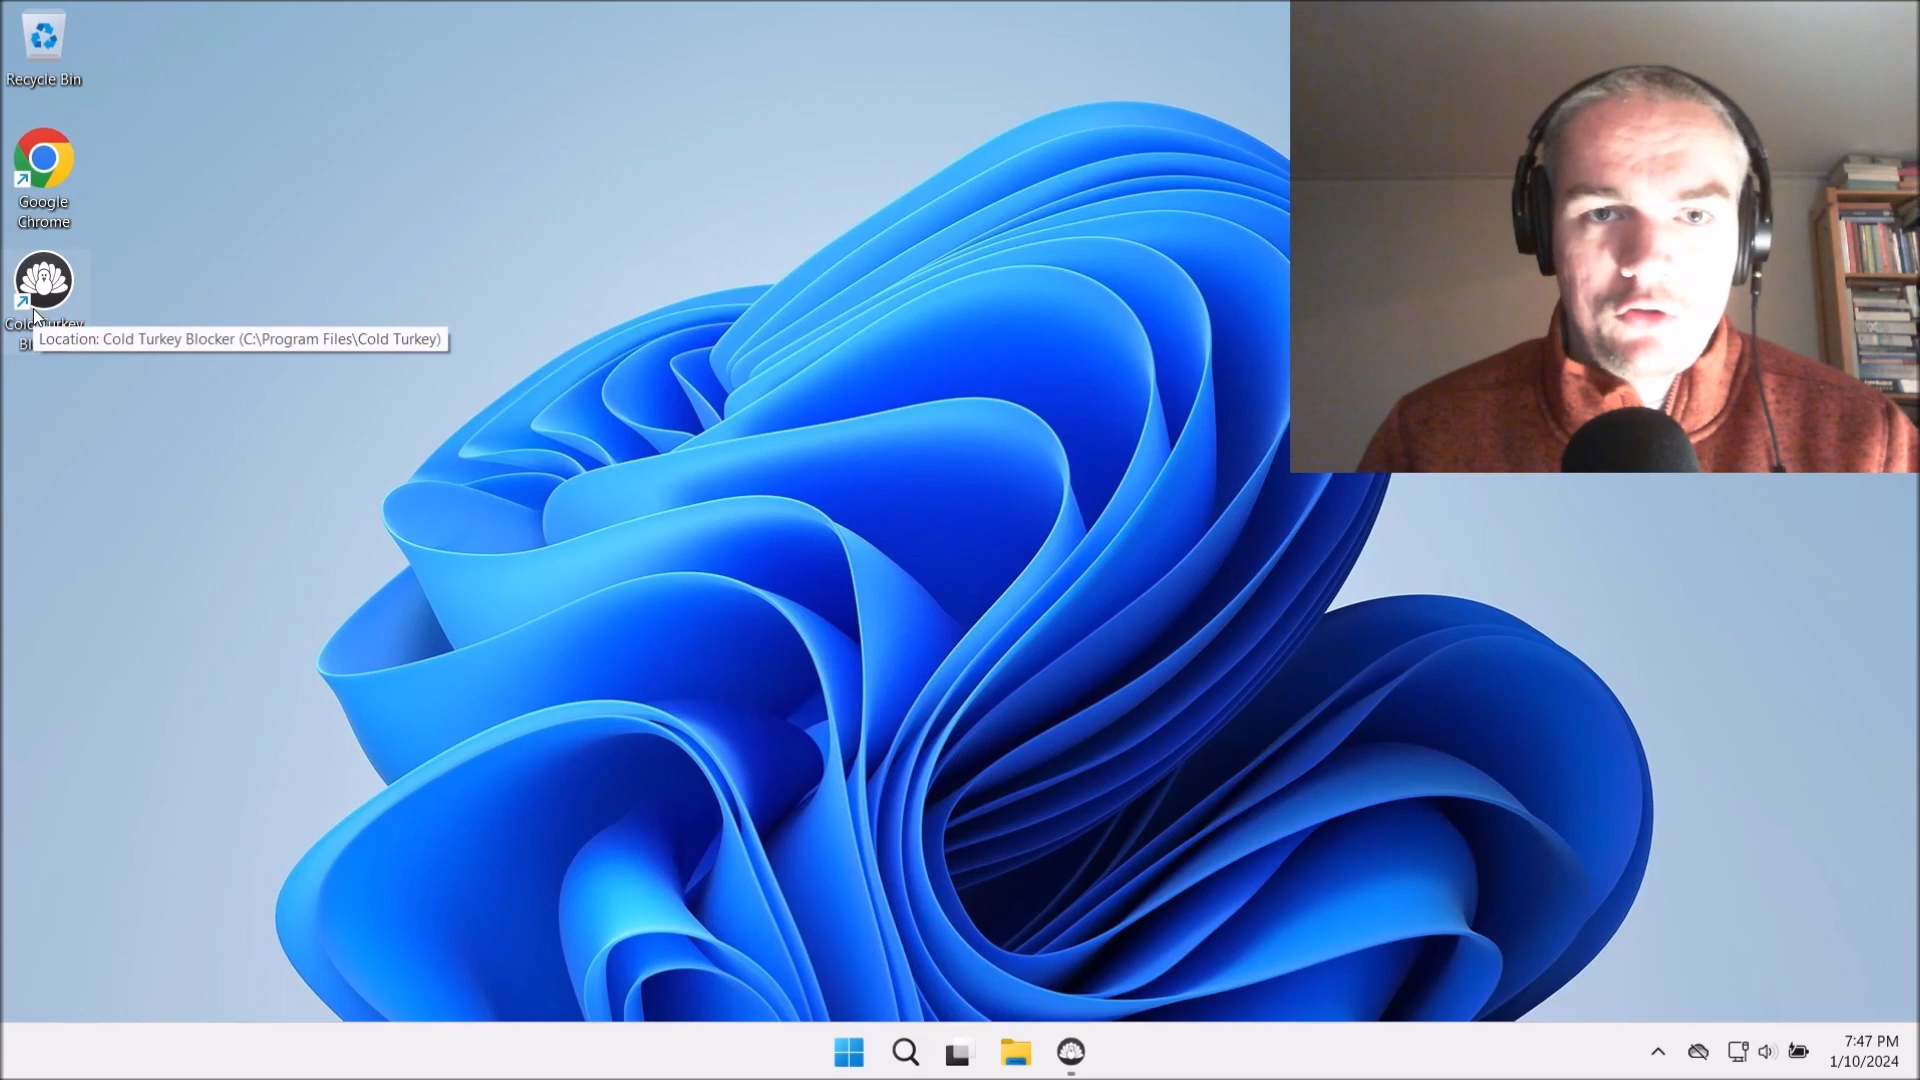 Recycle Bin
Google
Chrome
Location: Cold Turkey Blocker (C:\Program Files\Cold Turkey)
7:47 PM
1/10/2024